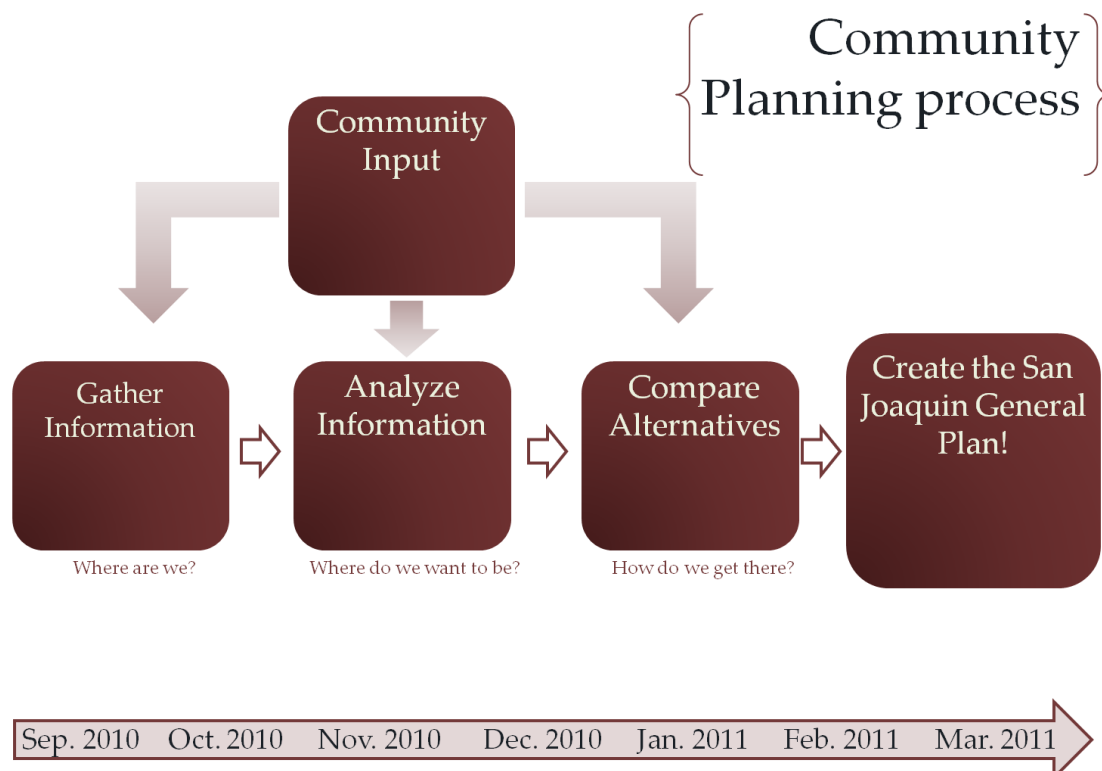 Community
Planning process
Community
Input
Gather
Information
Analyze
Information
Compare
Alternatives
Create the San
Joaquin General
Plan!
Where are we?
Where do we want to be?
How do we get there?
Sep. 2010 Oct. 2010 Nov. 2010 Dec. 2010 Jan. 2011 Feb. 2011 Mar. 2011